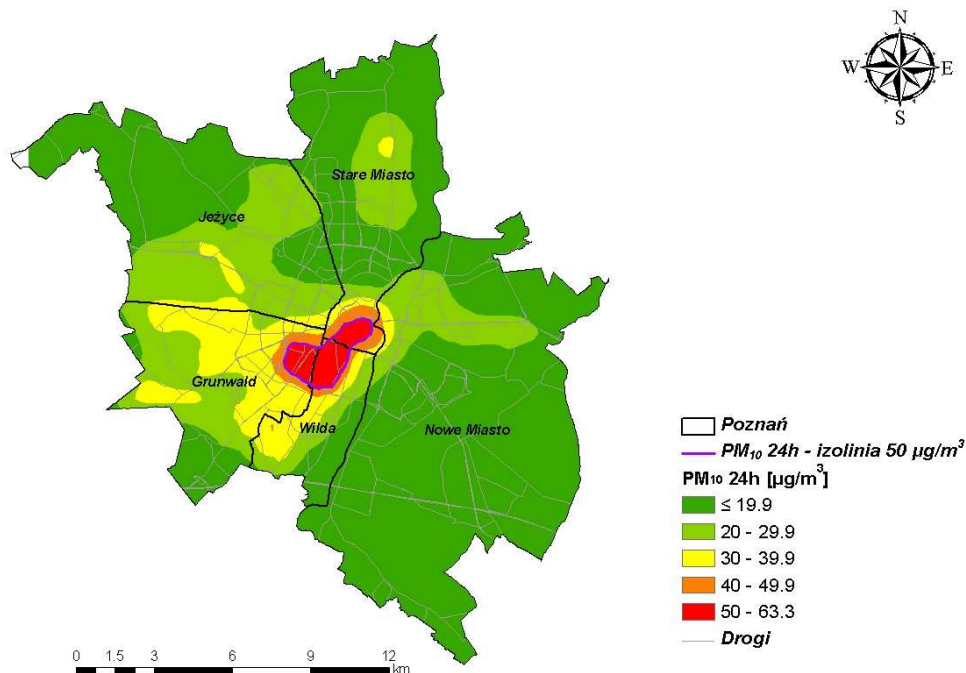 N
W E
S
Stare Miasto
Jeżyce
Grunwald
Wilda
Nowe Miasto
Poznań
PM₁₀ 24h - izolinia 50 µg/m³
PM₁₀ 24h [µg/m³]
≤ 19.9
20 - 29.9
30 - 39.9
40 - 49.9
50 - 63.3
Drogi
0 1.5 3 6 9 12
km